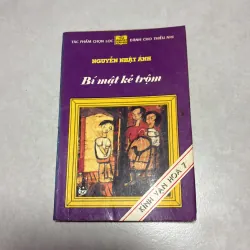 TÁC PHẨM CHỌN LỌC DÀNH CHO THIẾU NHI
NGUYỄN NHẬT ÁNH
Bí mật kẻ trộm
KÍNH VẠN HOA 7